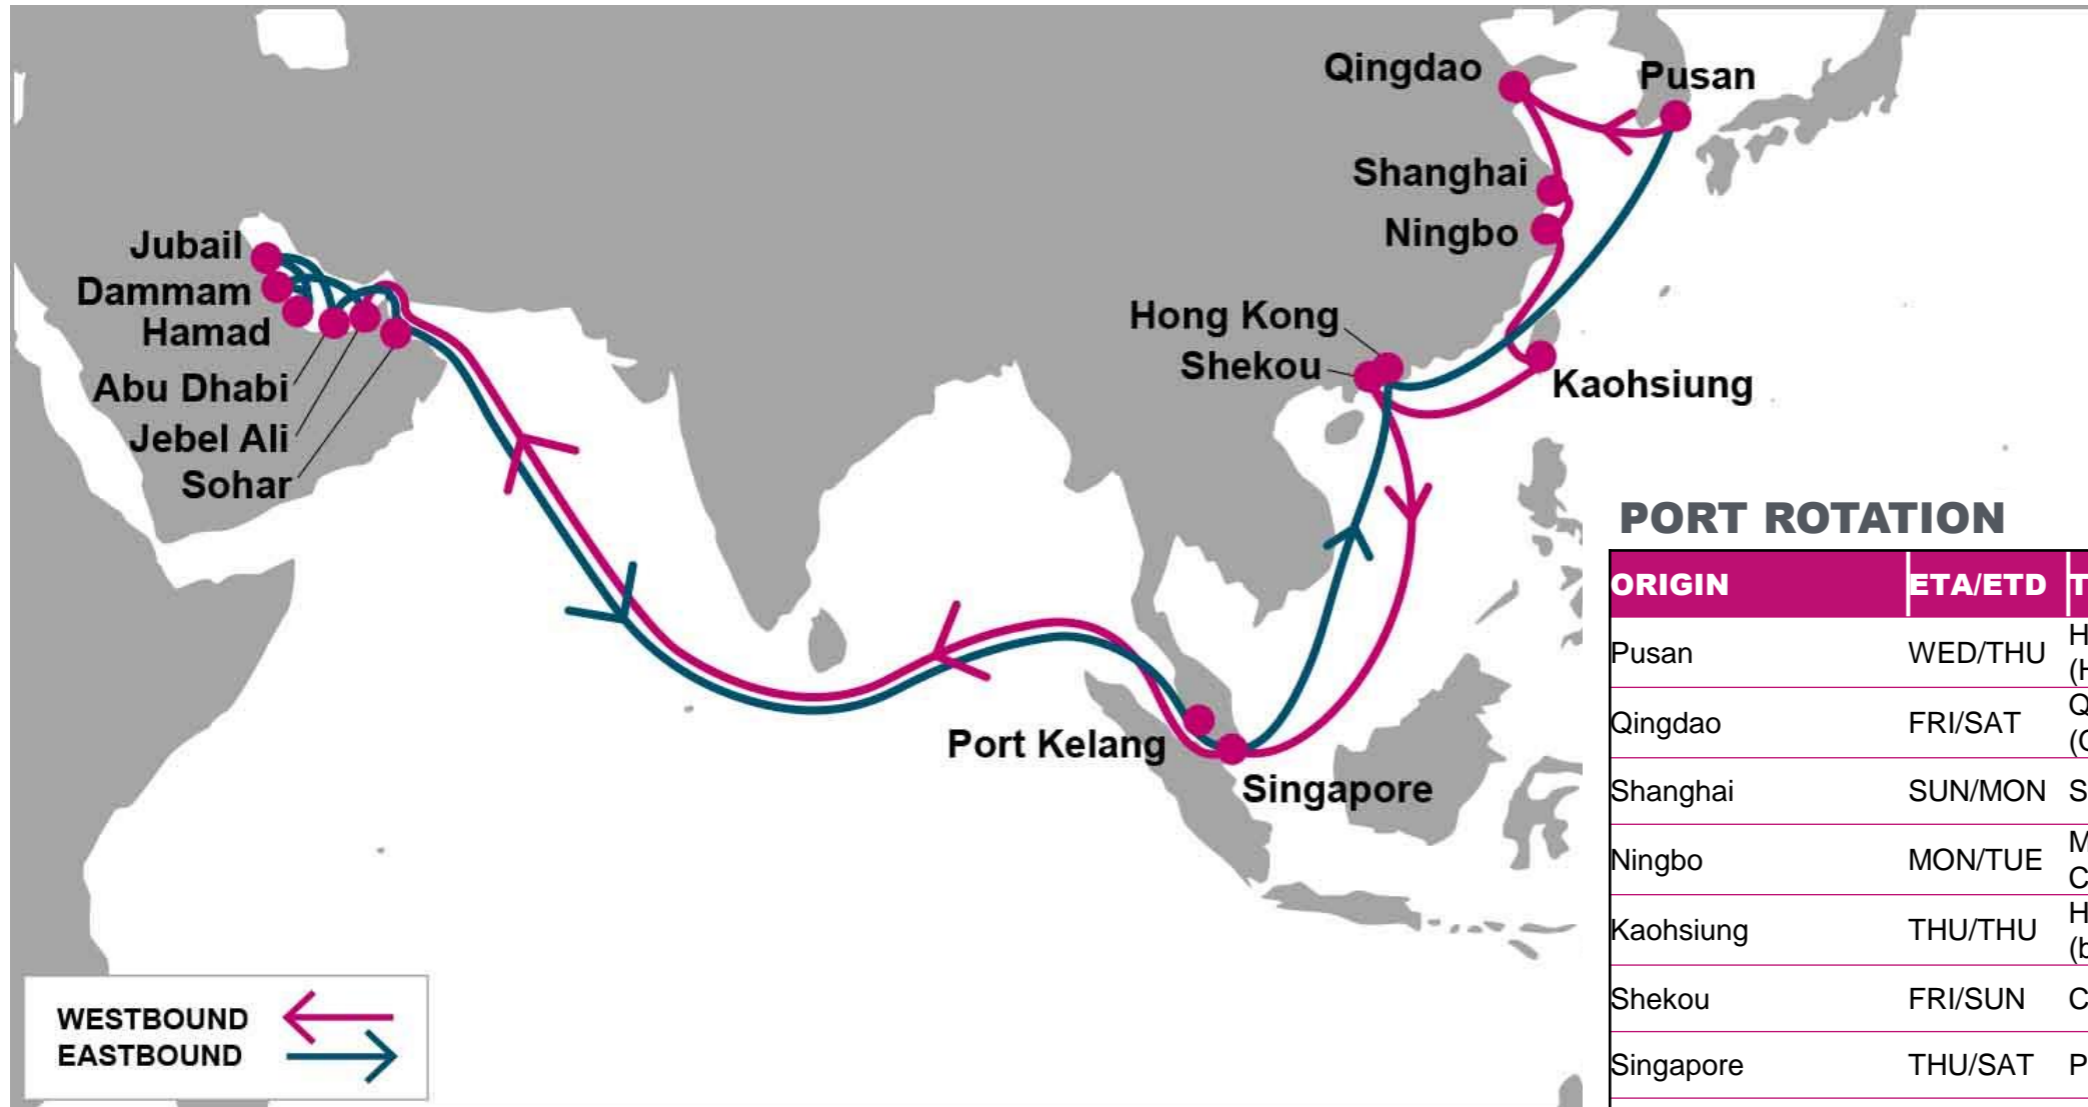 Qingdao
Pusan
Shanghai
Ningbo
Jubail
Dammam
Hamad
Abu Dhabi
Jebel Ali
Sohar
Hong Kong
Shekou
Kaohsiung
Port Kelang
Singapore
WESTBOUND
EASTBOUND
PORT ROTATION
ORIGIN ETA/ETD
Pusan WED/THU
Qingdao FRI/SAT
Shanghai SUN/MON
Ningbo MON/TUE
Kaohsiung THU/THU
Shekou FRI/SUN
Singapore THU/SAT